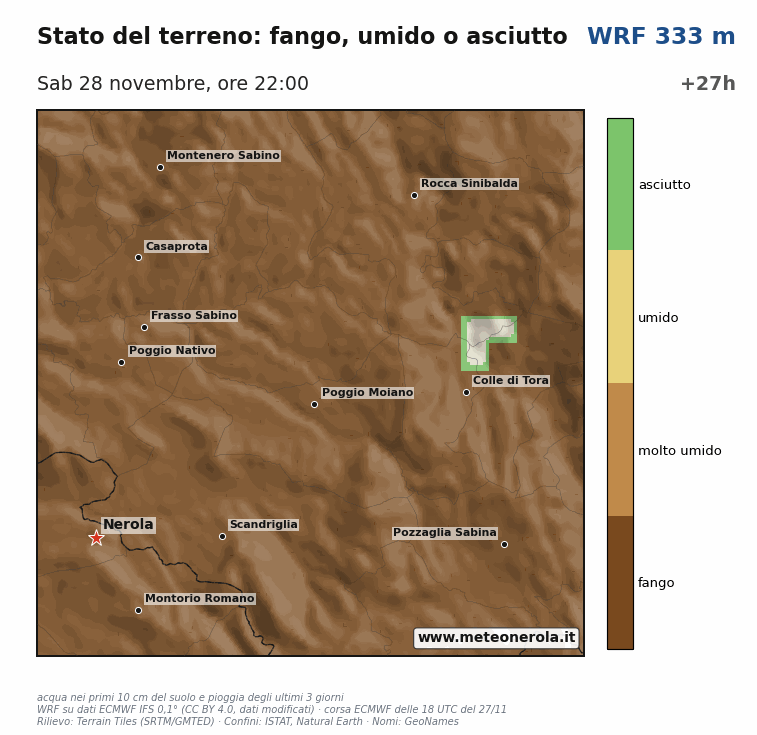 Stato del terreno: fango, umido o asciutto WRF 333 m
Sab 28 novembre, ore 22:00 +27h
Montenero Sabino
Rocca Sinibalda
asciutto
Casaprota
Frasso Sabino
umido
Poggio Nativo
Colle di Tora
Poggio Moiano
molto umido
Nerola
Scandriglia
Pozzaglia Sabina
fango
Montorio Romano
www.meteonerola.it
acqua nei primi 10 cm del suolo e pioggia degli ultimi 3 giorni
WRF su dati ECMWF IFS 0,1° (CC BY 4.0, dati modificati) · corsa ECMWF delle 18 UTC del 27/11
Rilievo: Terrain Tiles (SRTM/GMTED) · Confini: ISTAT, Natural Earth · Nomi: GeoNames